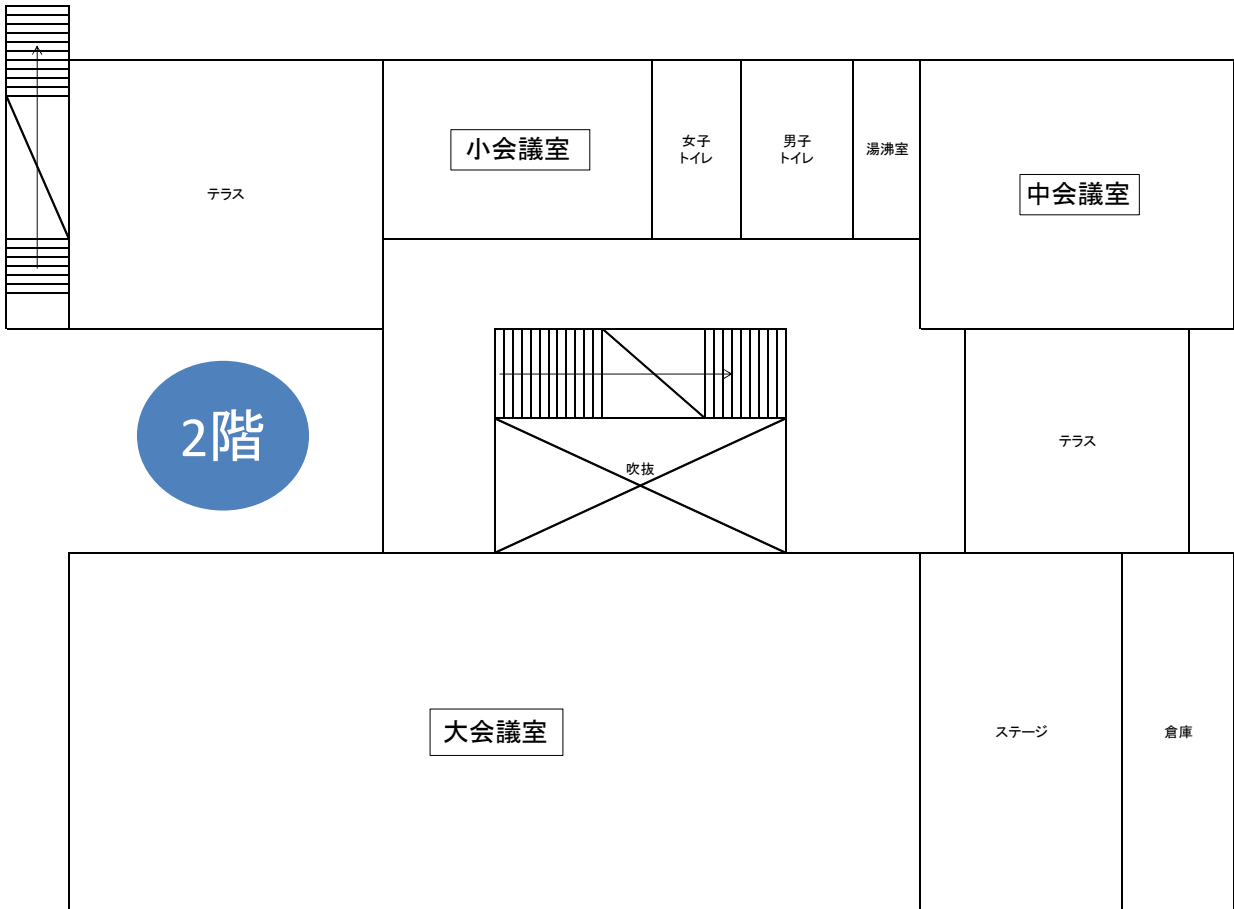 小会議室
女子
トイレ
男子
トイレ
湯沸室
中会議室
テラス
2階
吹抜
テラス
大会議室
ステージ
倉庫